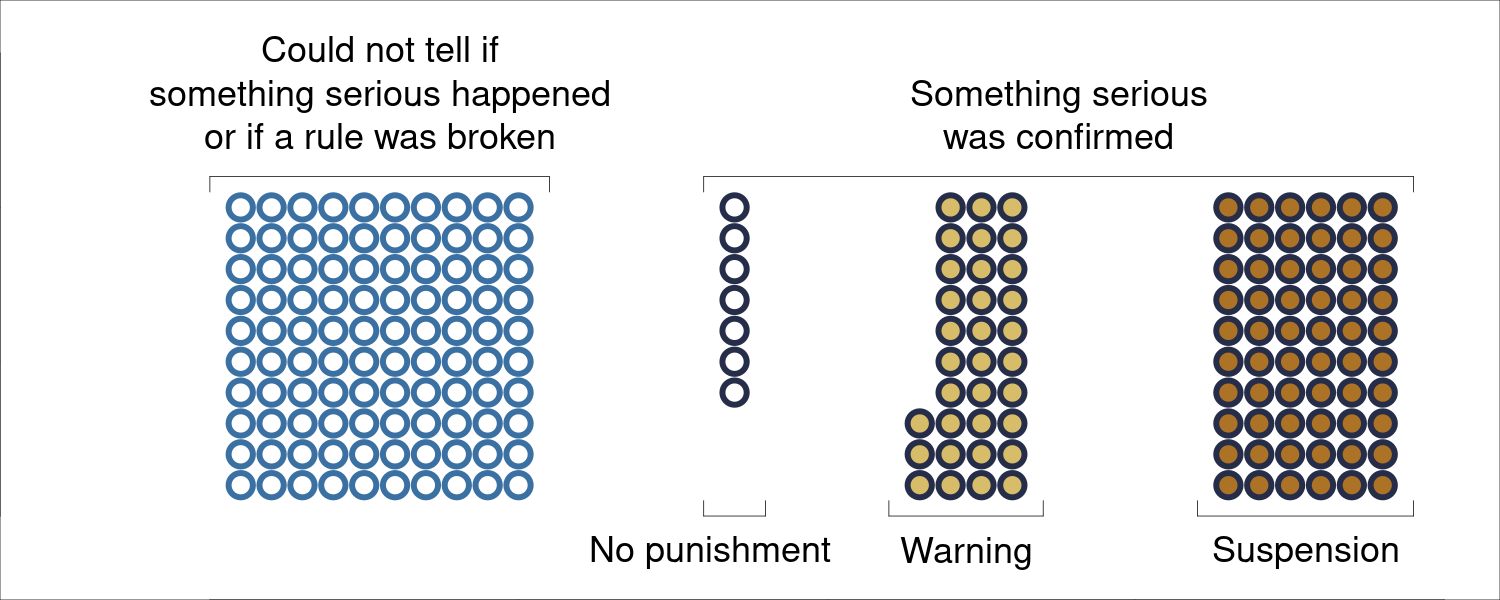 Could not tell if
something serious happened
or if a rule was broken
Something serious
was confirmed
No punishment
Warning
Suspension